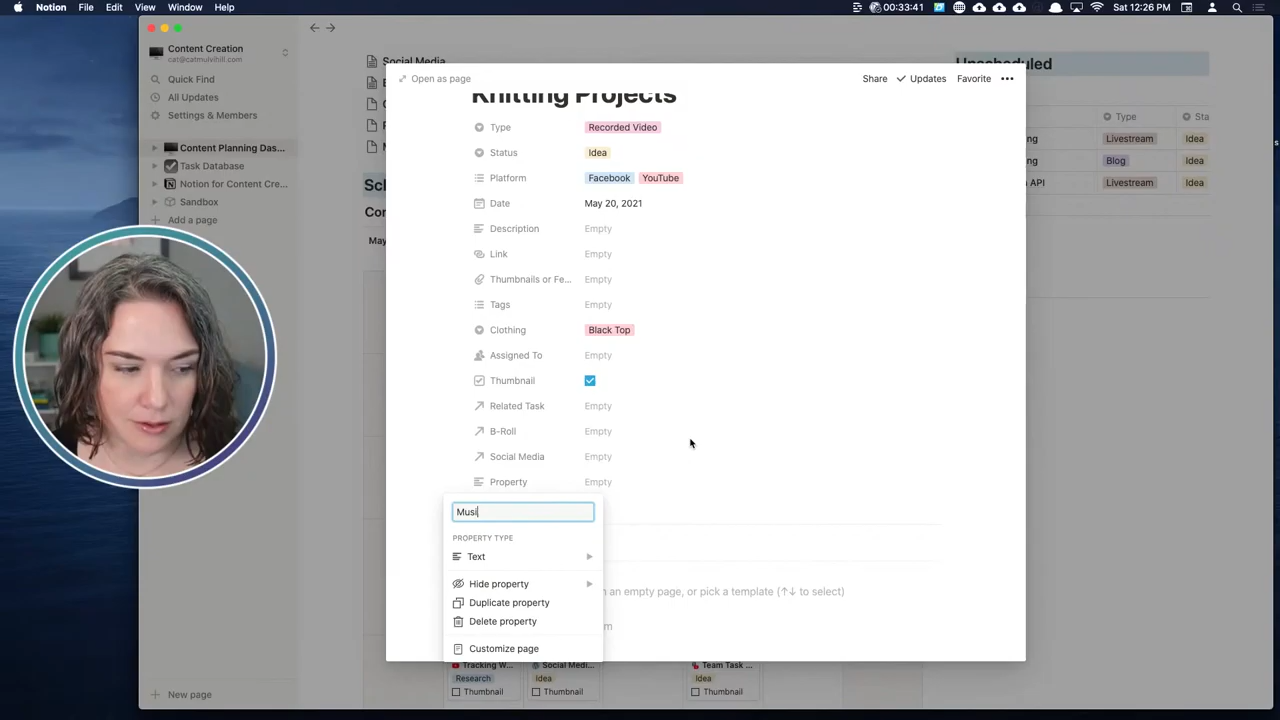 Notion File Edit View Window Help
00:33:41
Sat 12:26 PM
Content Creation
cat@catmulvihill.com
Quick Find
All Updates
Settings & Members
Content Planning Das...
Task Database
Notion for Content Cre...
Sandbox
Add a page
New page
Social Media
Unscheduled
Type
Sta
Livestream Idea
Blog Idea
API Livestream Idea
May
Open as page
Share Updates Favorite
Knitting Projects
Type Recorded Video
Status Idea
Platform Facebook YouTube
Date May 20, 2021
Description Empty
Link Empty
Thumbnails or Fe... Empty
Tags Empty
Clothing Black Top
Assigned To Empty
Thumbnail
Related Task Empty
B-Roll Empty
Social Media Empty
Property Empty
Musi
PROPERTY TYPE
Text
Hide property
Duplicate property
Delete property
Customize page
an empty page, or pick a template (↑↓ to select)
Tracking W... Social Medi... Team Task ...
Research Idea Idea
Thumbnail Thumbnail Thumbnail